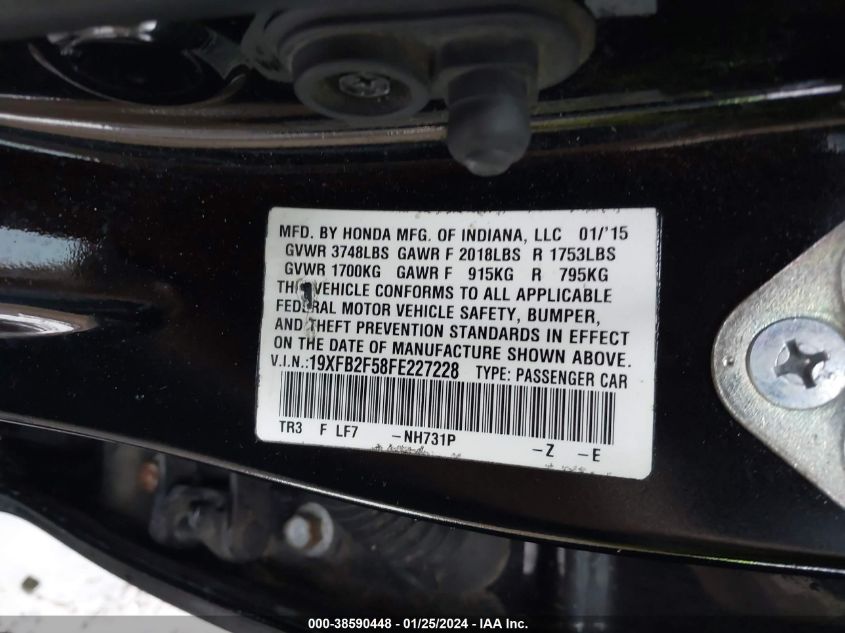 MFD. BY HONDA MFG. OF INDIANA, LLC 01/'15
GVWR 3748LBS GAWR F 2018LBS R 1753LBS
GVWR 1700KG GAWR F 915KG R 795KG
VEHICLE CONFORMS TO ALL APPLICABLE
FEDERAL MOTOR VEHICLE SAFETY, BUMPER,
AND THEFT PREVENTION STANDARDS IN EFFECT
ON THE DATE OF MANUFACTURE SHOWN ABOVE.
V.I.N.:19XFB2F58FE227228 TYPE: PASSENGER CAR
TR3 F LF7 -NH731P -Z -E
000-38590448 - 01/25/2024 - IAA Inc.